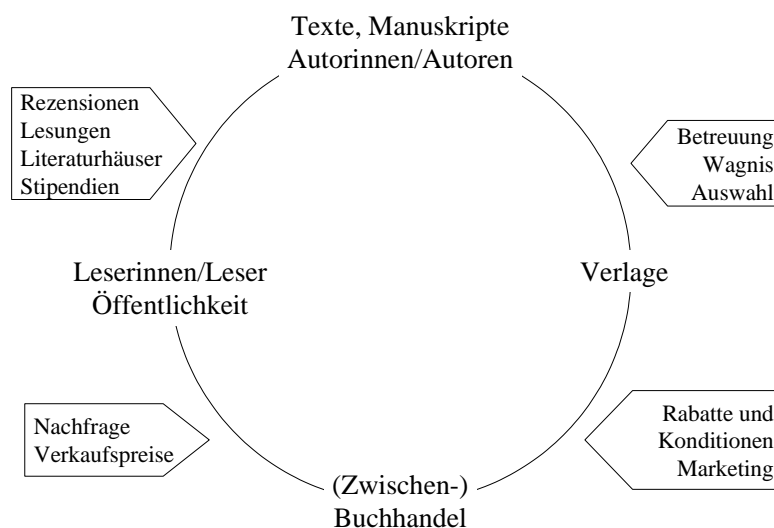 Texte, Manuskripte
Autorinnen/Autoren
Rezensionen
Lesungen
Literaturhäuser
Stipendien
Betreuung
Wagnis
Auswahl
Leserinnen/Leser
Öffentlichkeit
Verlage
Nachfrage
Verkaufspreise
Rabatte und
Konditionen
Marketing
(Zwischen-)
Buchhandel